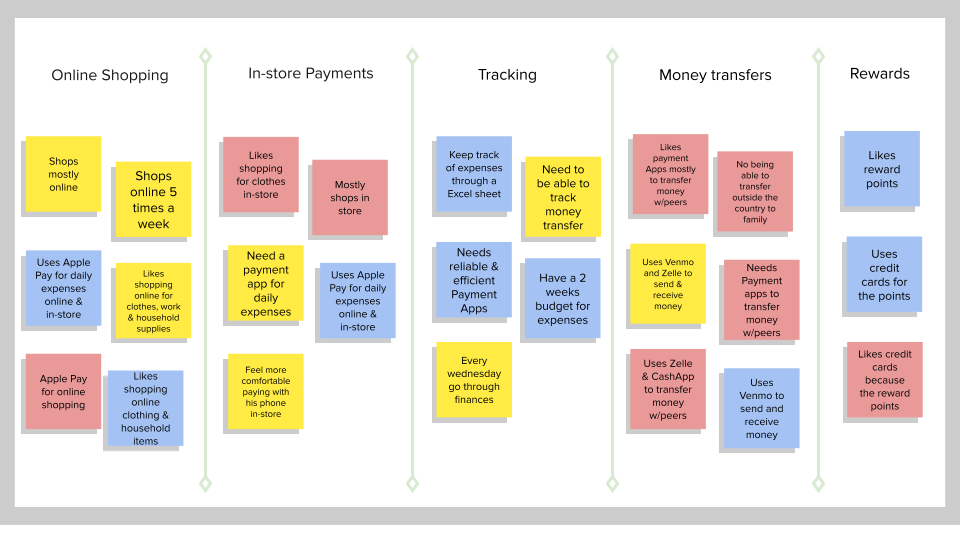 Online Shopping
In-store Payments
Tracking
Money transfers
Rewards
Shops
mostly
online
Shops
online 5
times a
week
Uses Apple
Pay for daily
expenses
online &
in-store
Likes
shopping
online for
clothes, work
& household
supplies
Apple Pay
for online
shopping
Likes
shopping
online
clothing &
household
items
Likes
shopping
for clothes
in-store
Mostly
shops in
store
Need a
payment
app for
daily
expenses
Uses Apple
Pay for daily
expenses
online &
in-store
Feel more
comfortable
paying with
his phone
in-store
Keep track
of expenses
through a
Excel sheet
Need to
be able to
track
money
transfer
Needs
reliable &
efficient
Payment
Apps
Have a 2
weeks
budget for
expenses
Every
wednesday
go through
finances
Likes
payment
Apps mostly
to transfer
money
w/peers
No being
able to
transfer
outside the
country to
family
Uses Venmo
and Zelle to
send &
receive
money
Needs
Payment
apps to
transfer
money
w/peers
Uses Zelle
& CashApp
to transfer
money
w/peers
Uses
Venmo to
send and
receive
money
Likes
reward
points
Uses
credit
cards for
the points
Likes credit
cards
because
the reward
points